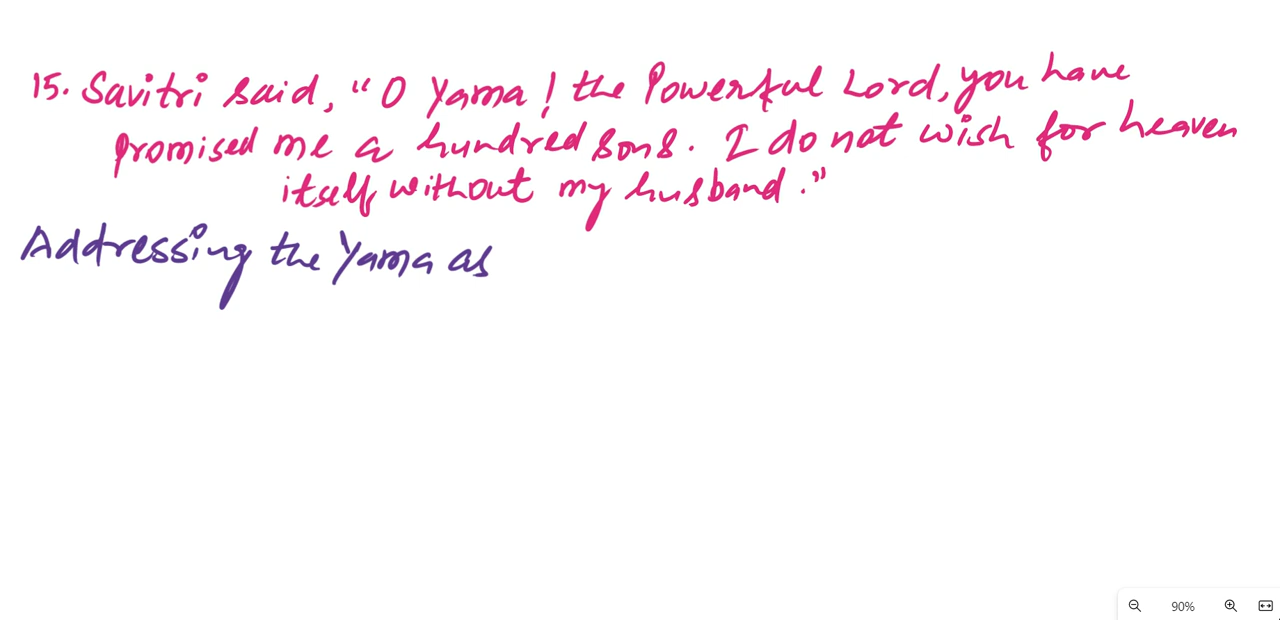 15. Savitri said, "O Yama! the Powerful Lord, you have
promised me a hundred sons. I do not wish for heaven
itself without my husband."
Addressing the Yama as
90%